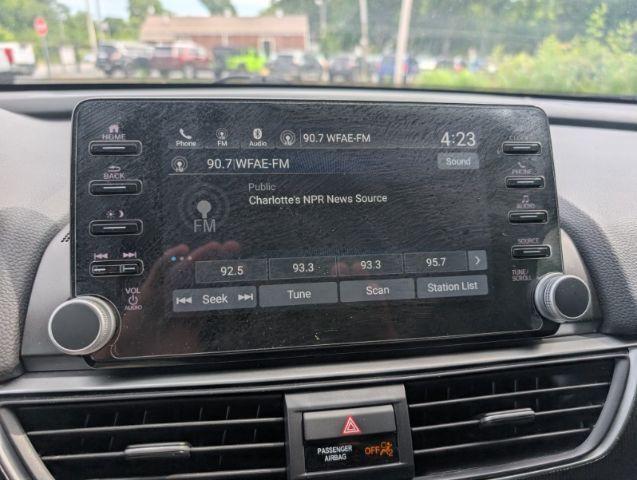 HOME
BACK
VOL
AUDIO
Phone FM Audio 90.7 WFAE-FM 4:23
90.7 WFAE-FM Sound
Public
Charlotte's NPR News Source
FM
92.5 93.3 93.3 95.7
Seek Tune Scan Station List
PHONE
AUDIO
SOURCE
TUNE/
SCROLL
PASSENGER
AIRBAG
OFF